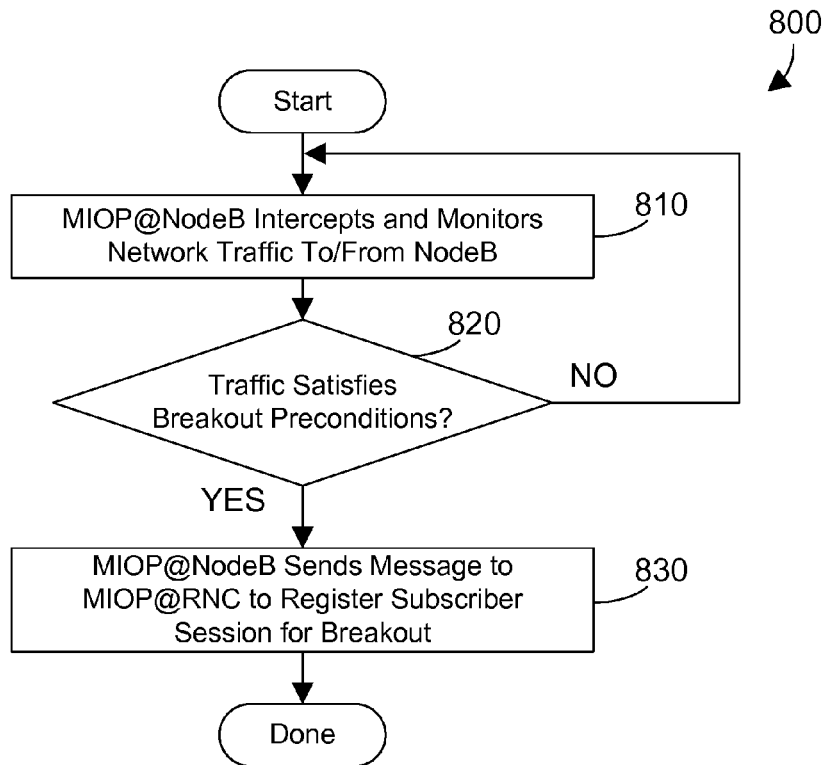 800
Start
MIOP@NodeB Intercepts and Monitors
Network Traffic To/From NodeB
810
820
Traffic Satisfies
Breakout Preconditions?
NO
YES
MIOP@NodeB Sends Message to
MIOP@RNC to Register Subscriber
Session for Breakout
830
Done